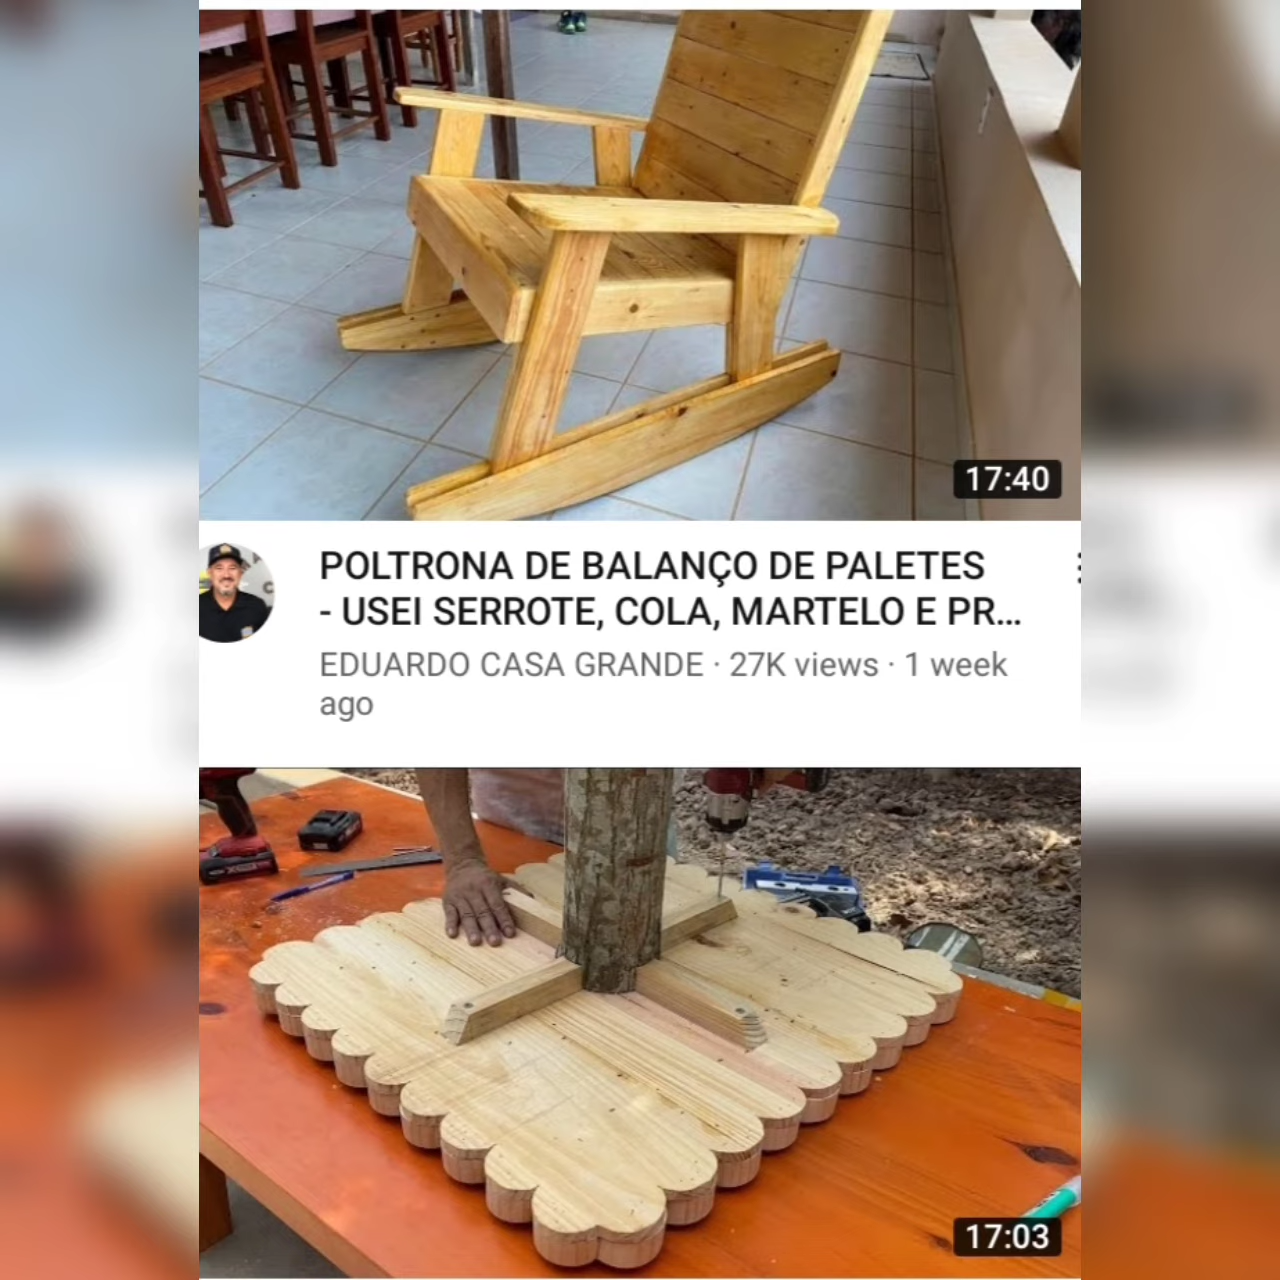 17:40
POLTRONA DE BALANÇO DE PALETES
- USEI SERROTE, COLA, MARTELO E PR...
EDUARDO CASA GRANDE · 27K views · 1 week
ago
17:03